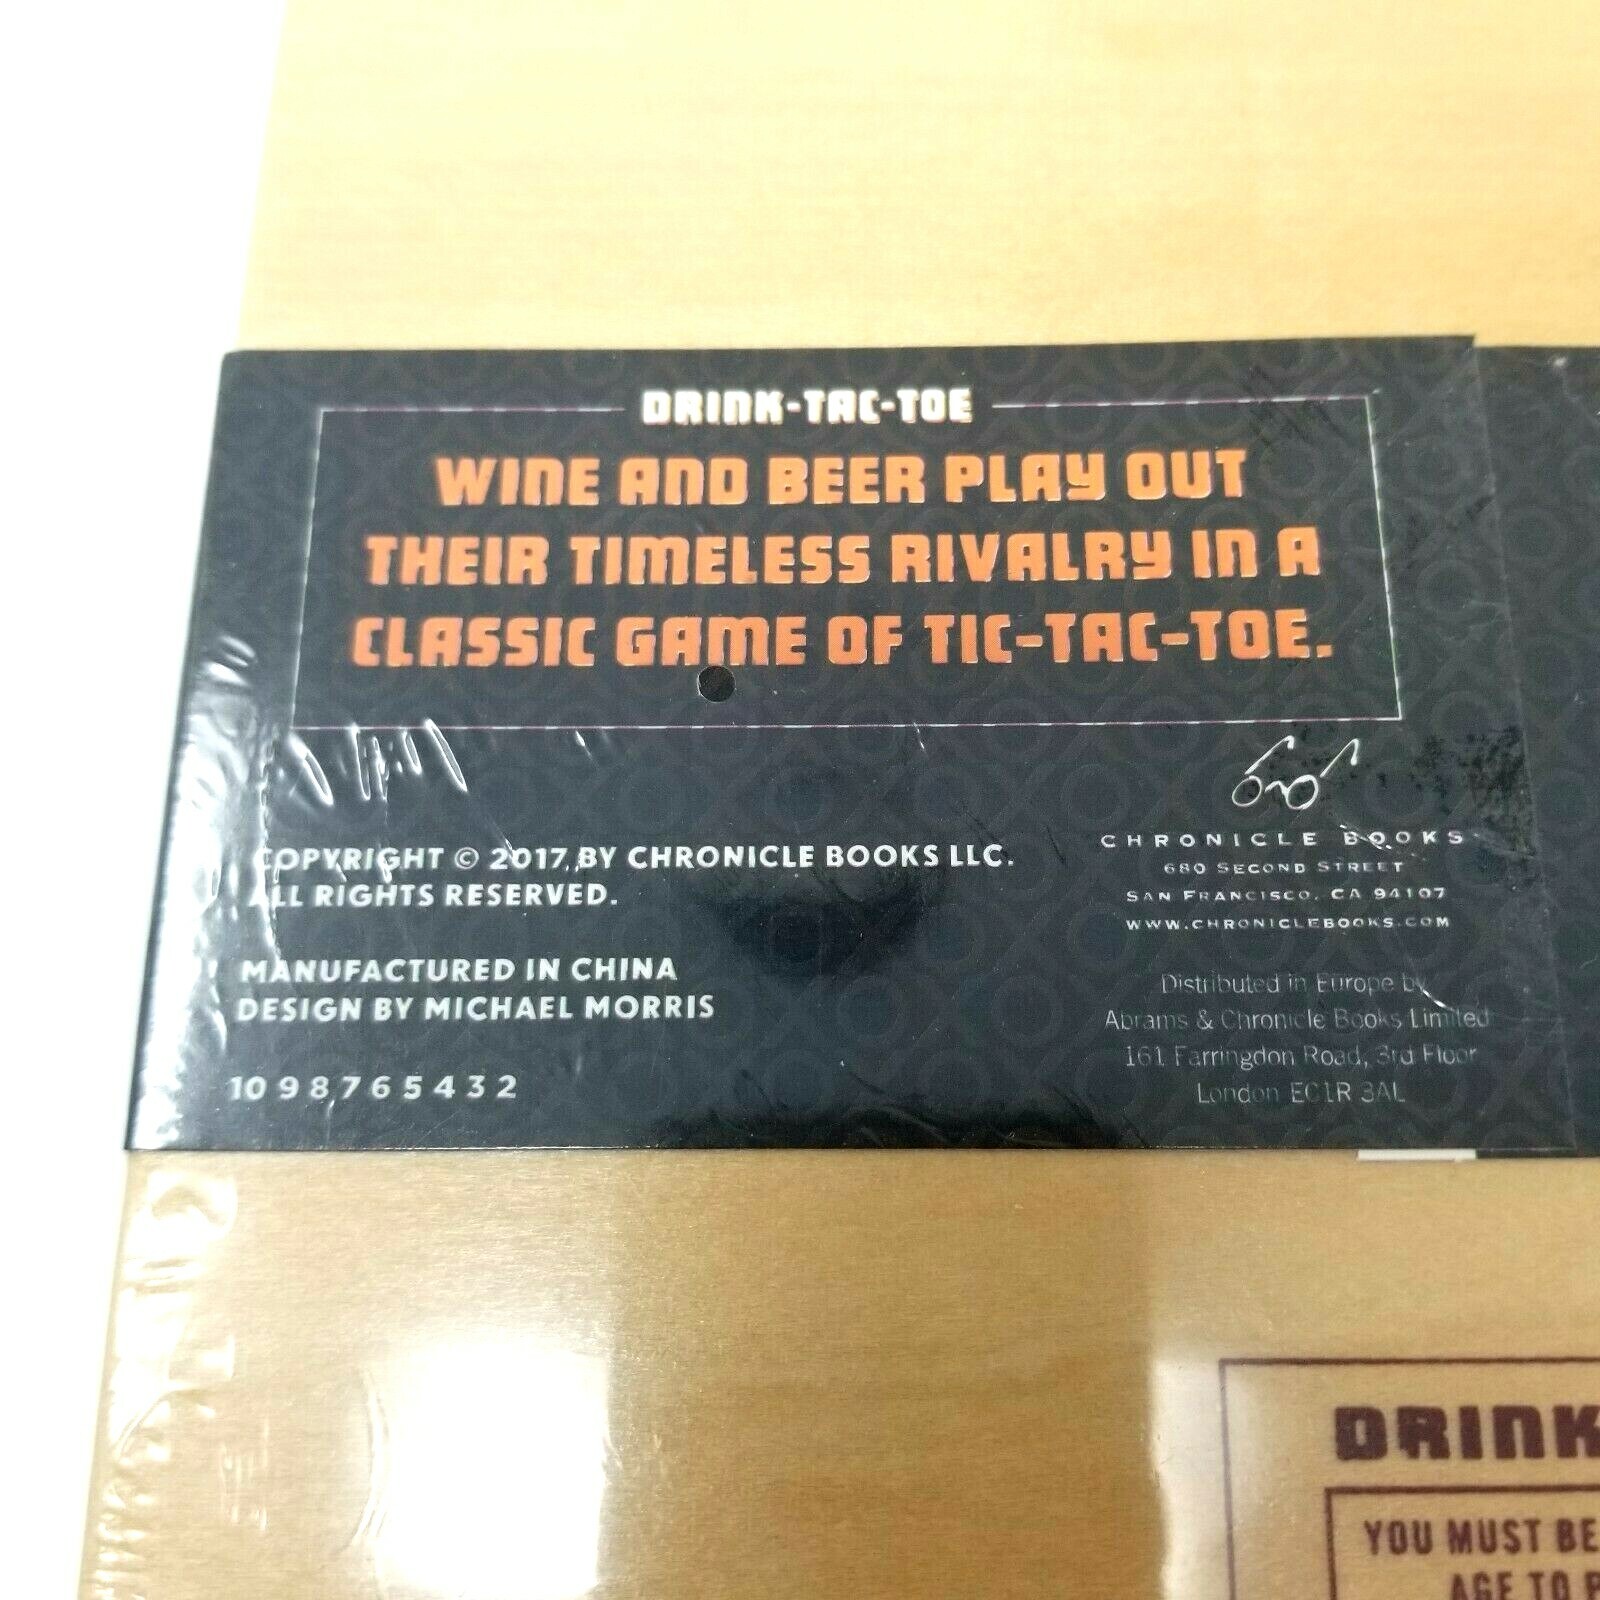 DRINK-TAC-TOE
WINE AND BEER PLAY OUT
THEIR TIMELESS RIVALRY IN A
CLASSIC GAME OF TIC-TAC-TOE.
COPYRIGHT © 2017, BY CHRONICLE BOOKS LLC.
ALL RIGHTS RESERVED.
MANUFACTURED IN CHINA
DESIGN BY MICHAEL MORRIS
10 9 8 7 6 5 4 3 2
CHRONICLE BOOKS
680 SECOND STREET
SAN FRANCISCO, CA 94107
WWW.CHRONICLEBOOKS.COM
Distributed in Europe by
Abrams & Chronicle Books Limited
161 Farringdon Road, 3rd Floor
London EC1R 3AL
DRINK
YOU MUST BE
AGE TO